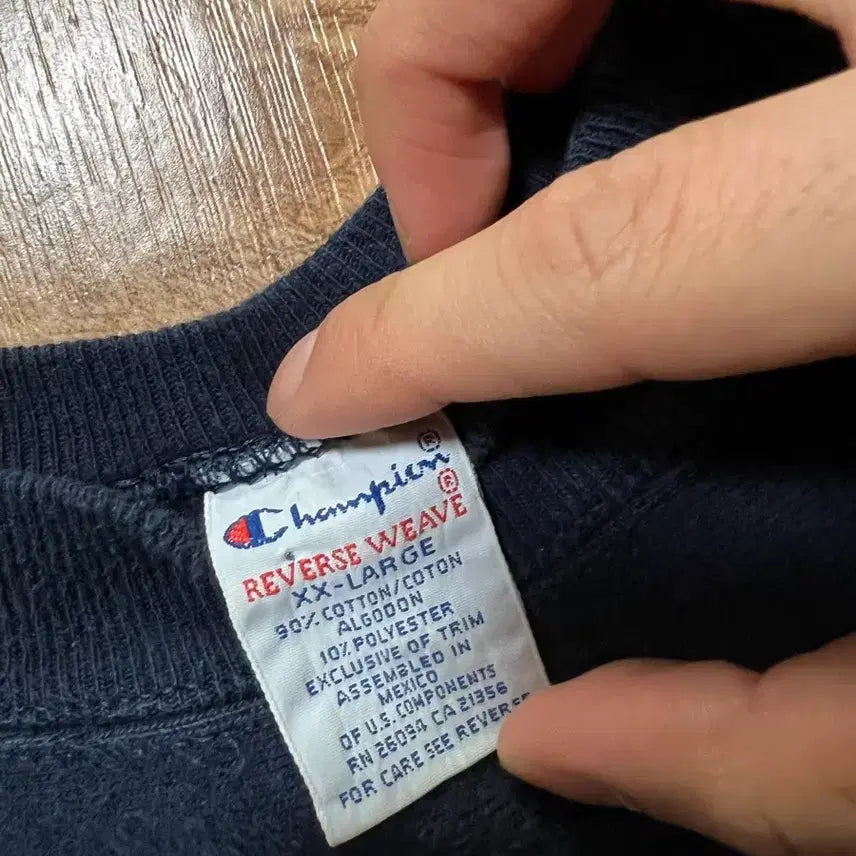 Champion®
REVERSE WEAVE®
XX-LARGE
90% COTTON/COTON
ALGODON
10% POLYESTER
EXCLUSIVE OF TRIM
ASSEMBLED IN
MEXICO
OF U.S. COMPONENTS
RN 26094 CA 21356
FOR CARE SEE REVERSE